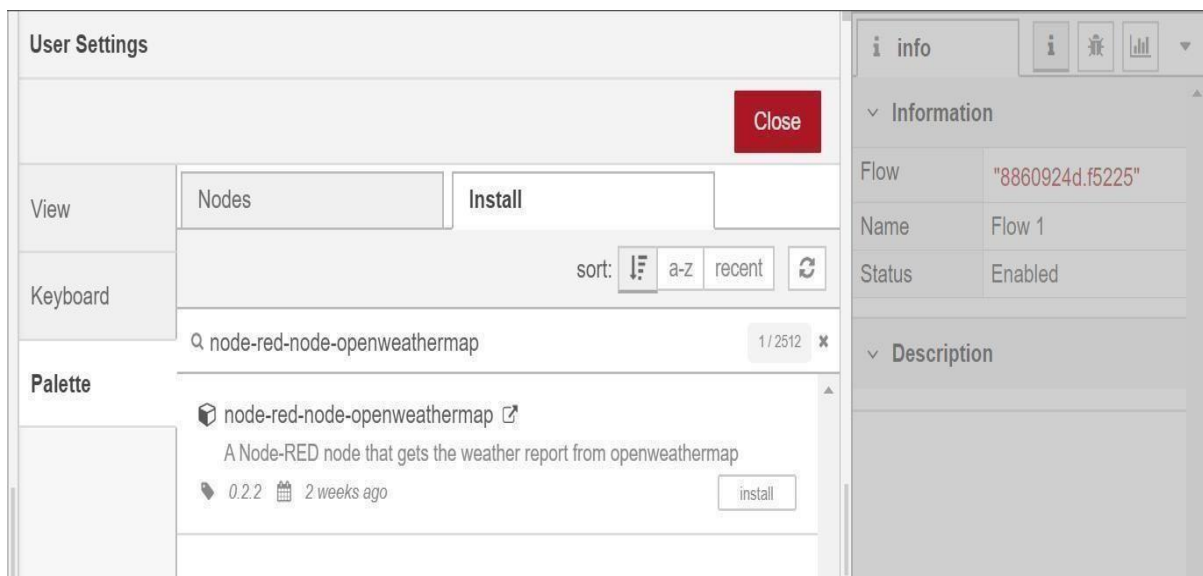 User Settings
Close
View
Keyboard
Palette
Nodes
Install
sort: a-z recent
node-red-node-openweathermap 1 / 2512
node-red-node-openweathermap
A Node-RED node that gets the weather report from openweathermap
0.2.2 2 weeks ago
install
info
Information
Flow "8860924d.f5225"
Name Flow 1
Status Enabled
Description